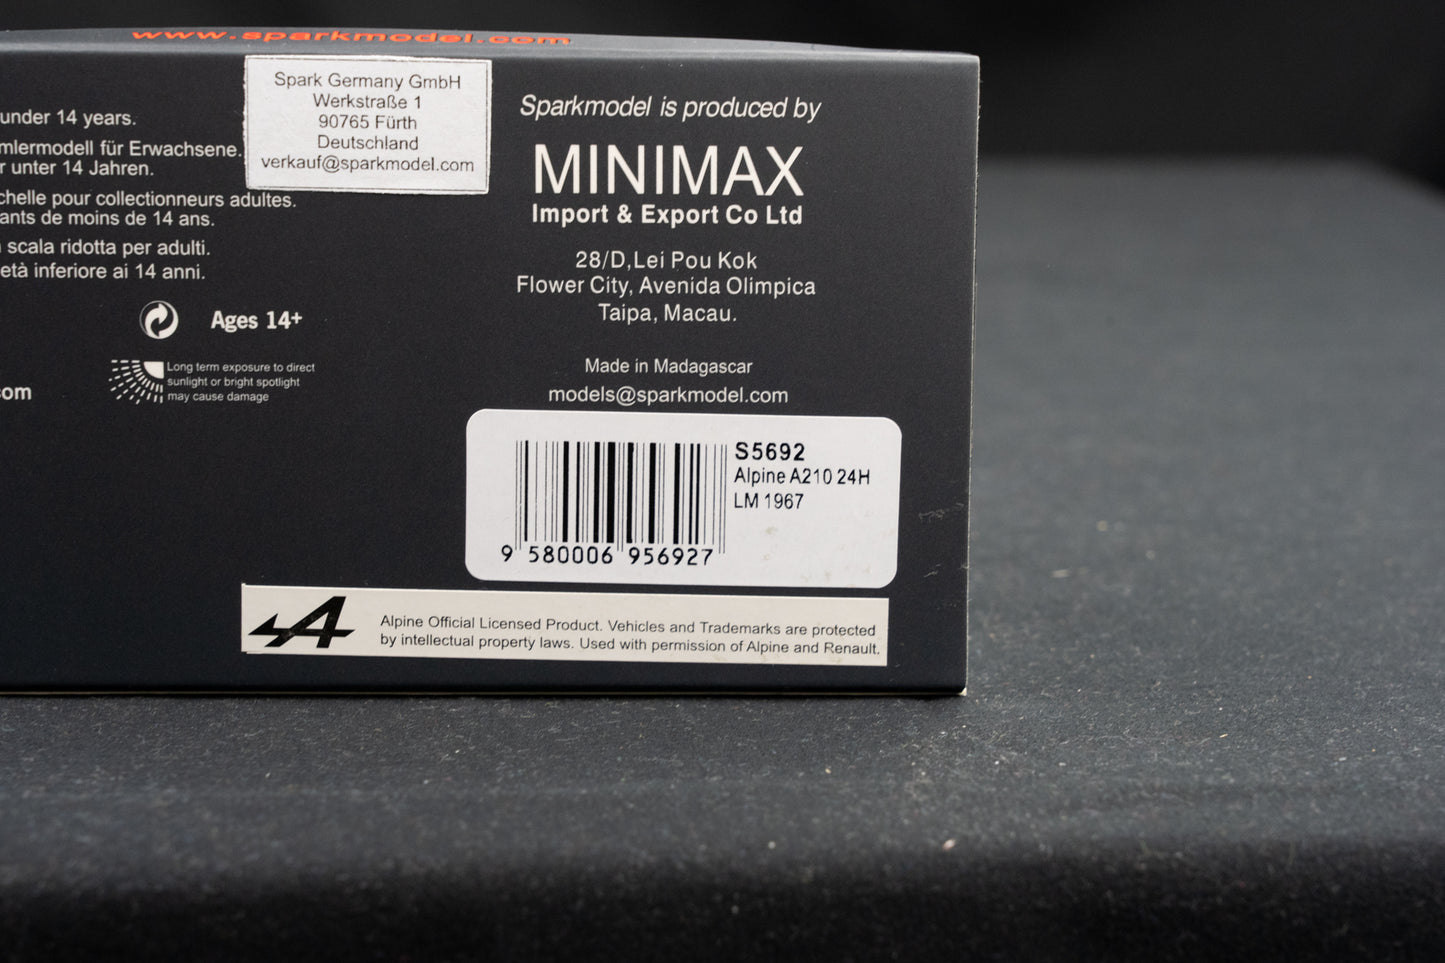 www.sparkmodel.com
Spark Germany GmbH
Werkstraße 1
90765 Fürth
Deutschland
verkauf@sparkmodel.com
under 14 years.
für Erwachsene.
unter 14 Jahren.
pour collectionneurs adultes.
de moins de 14 ans.
scala ridotta per adulti.
età inferiore ai 14 anni.
Ages 14+
Long term exposure to direct
sunlight or bright spotlight
may cause damage
Sparkmodel is produced by
MINIMAX
Import & Export Co Ltd
28/D,Lei Pou Kok
Flower City, Avenida Olimpica
Taipa, Macau.
Made in Madagascar
models@sparkmodel.com
S5692
Alpine A210 24H
LM 1967
9 580006 956927
A
Alpine Official Licensed Product. Vehicles and Trademarks are protected
by intellectual property laws. Used with permission of Alpine and Renault.